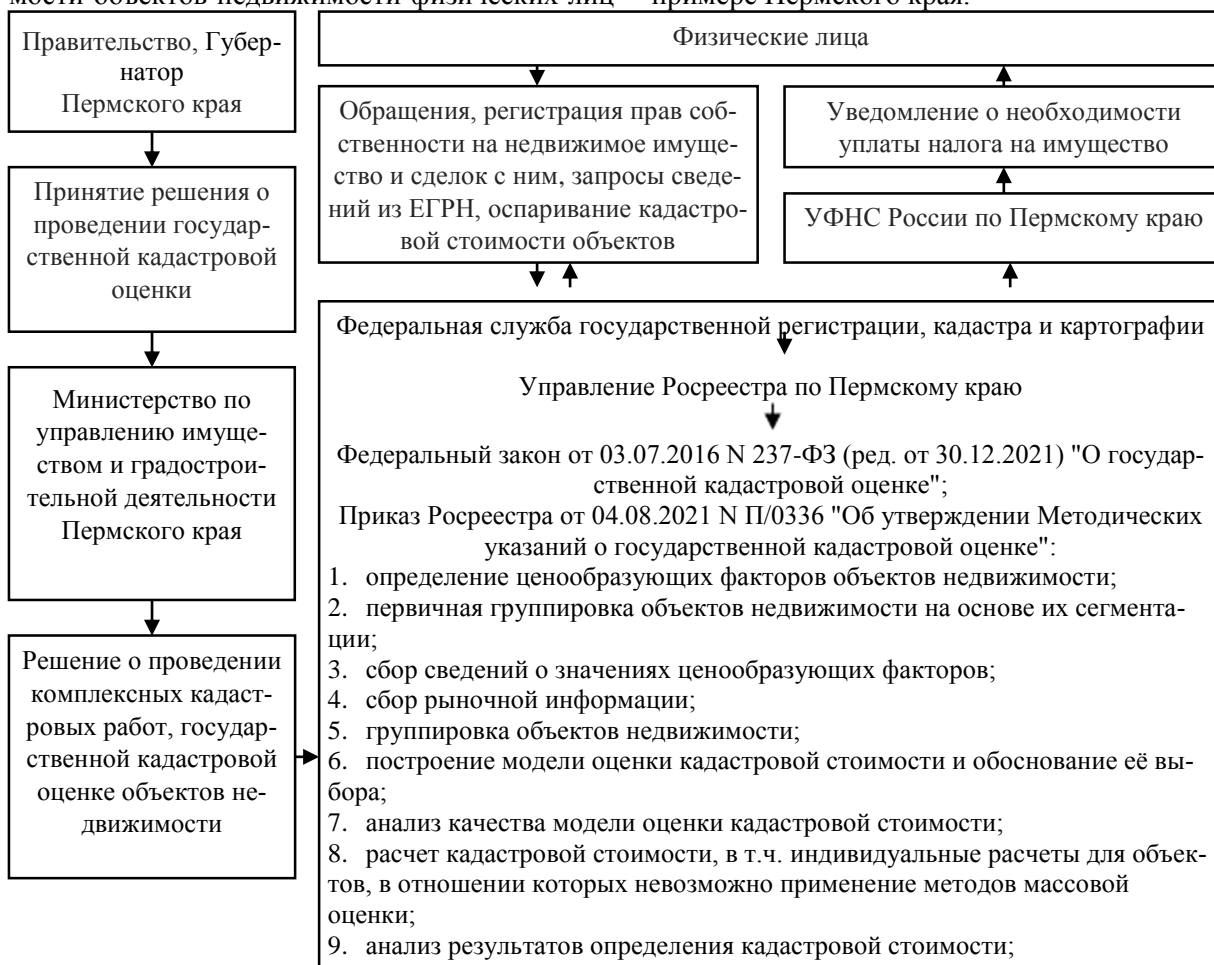 мости объектов недвижимости физических лиц
примере Пермского края.
Правительство, Губер-
натор
Пермского края
Принятие решения о
проведении государ-
ственной кадастровой
оценки
Министерство по
управлению имуще-
ством и градострои-
тельной деятельности
Пермского края
Решение о проведении
комплексных кадаст-
ровых работ, государ-
ственной кадастровой
оценке объектов не-
движимости
Физические лица
Обращения, регистрация прав соб-
ственности на недвижимое имуще-
ство и сделок с ним, запросы сведе-
ний из ЕГРН, оспаривание кадастро-
вой стоимости объектов
Уведомление о необходимости
уплаты налога на имущество
УФНС России по Пермскому краю
Федеральная служба государственной регистрации, кадастра и картографии
Управление Росреестра по Пермскому краю
Федеральный закон от 03.07.2016 N 237-ФЗ (ред. от 30.12.2021) "О государ-
ственной кадастровой оценке";
Приказ Росреестра от 04.08.2021 N П/0336 "Об утверждении Методических
указаний о государственной кадастровой оценке":
1. определение ценообразующих факторов объектов недвижимости;
2. первичная группировка объектов недвижимости на основе их сегмента-
ции;
3. сбор сведений о значениях ценообразующих факторов;
4. сбор рыночной информации;
5. группировка объектов недвижимости;
6. построение модели оценки кадастровой стоимости и обоснование её вы-
бора;
7. анализ качества модели оценки кадастровой стоимости;
8. расчет кадастровой стоимости, в т.ч. индивидуальные расчеты для объек-
тов, в отношении которых невозможно применение методов массовой
оценки;
9. анализ результатов определения кадастровой стоимости;